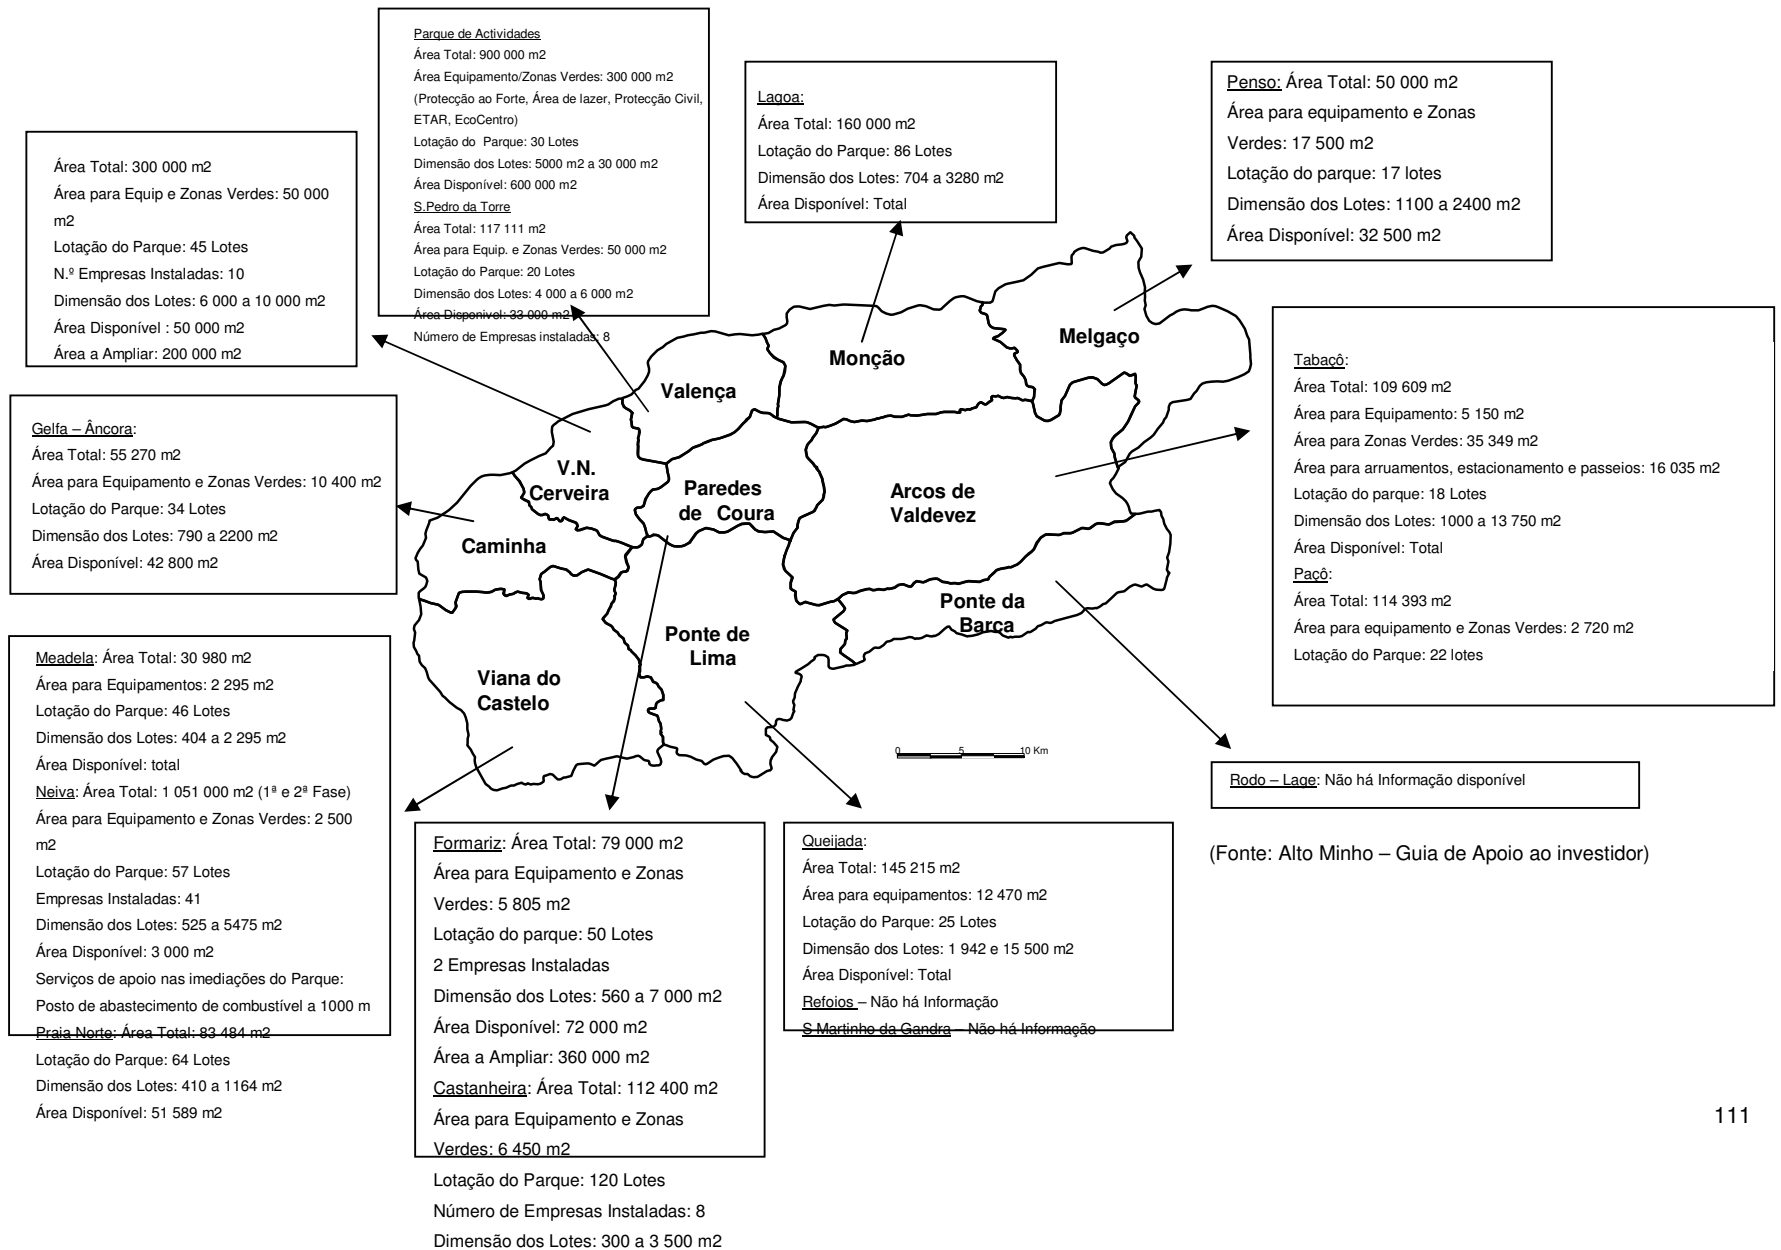 Parque de Actividades
Área Total: 900 000 m2
Área Equipamento/Zonas Verdes: 300 000 m2
(Protecção ao Forte, Área de lazer, Protecção Civil,
ETAR, EcoCentro)
Lotação do Parque: 30 Lotes
Dimensão dos Lotes: 5000 m2 a 30 000 m2
Área Disponível: 600 000 m2
S.Pedro da Torre
Área Total: 117 111 m2
Área para Equip. e Zonas Verdes: 50 000 m2
Lotação do Parque: 20 Lotes
Dimensão dos Lotes: 4 000 a 6 000 m2
Área Disponivel: 33 000 m2
Número de Empresas instaladas: 8
Lagoa:
Área Total: 160 000 m2
Lotação do Parque: 86 Lotes
Dimensão dos Lotes: 704 a 3280 m2
Área Disponível: Total
Penso: Área Total: 50 000 m2
Área para equipamento e Zonas
Verdes: 17 500 m2
Lotação do parque: 17 lotes
Dimensão dos Lotes: 1100 a 2400 m2
Área Disponível: 32 500 m2
Área Total: 300 000 m2
Área para Equip e Zonas Verdes: 50 000
m2
Lotação do Parque: 45 Lotes
N.º Empresas Instaladas: 10
Dimensão dos Lotes: 6 000 a 10 000 m2
Área Disponível : 50 000 m2
Área a Ampliar: 200 000 m2
Gelfa – Âncora:
Área Total: 55 270 m2
Área para Equipamento e Zonas Verdes: 10 400 m2
Lotação do Parque: 34 Lotes
Dimensão dos Lotes: 790 a 2200 m2
Área Disponível: 42 800 m2
Melgaço
Monção
Valença
V.N.
Cerveira
Paredes
de Coura
Arcos de
Valdevez
Caminha
Ponte da
Barca
Ponte de
Lima
Viana do
Castelo
0 5 10 Km
Tabaçô:
Área Total: 109 609 m2
Área para Equipamento: 5 150 m2
Área para Zonas Verdes: 35 349 m2
Área para arruamentos, estacionamento e passeios: 16 035 m2
Lotação do parque: 18 Lotes
Dimensão dos Lotes: 1000 a 13 750 m2
Área Disponível: Total
Paçô:
Área Total: 114 393 m2
Área para equipamento e Zonas Verdes: 2 720 m2
Lotação do Parque: 22 lotes
Meadela: Área Total: 30 980 m2
Área para Equipamentos: 2 295 m2
Lotação do Parque: 46 Lotes
Dimensão dos Lotes: 404 a 2 295 m2
Área Disponível: total
Neiva: Área Total: 1 051 000 m2 (1ª e 2ª Fase)
Área para Equipamento e Zonas Verdes: 2 500
m2
Lotação do Parque: 57 Lotes
Empresas Instaladas: 41
Dimensão dos Lotes: 525 a 5475 m2
Área Disponível: 3 000 m2
Serviços de apoio nas imediações do Parque:
Posto de abastecimento de combustível a 1000 m
Praia Norte: Área Total: 83 484 m2
Lotação do Parque: 64 Lotes
Dimensão dos Lotes: 410 a 1164 m2
Área Disponível: 51 589 m2
Formariz: Área Total: 79 000 m2
Área para Equipamento e Zonas
Verdes: 5 805 m2
Lotação do parque: 50 Lotes
2 Empresas Instaladas
Dimensão dos Lotes: 560 a 7 000 m2
Área Disponível: 72 000 m2
Área a Ampliar: 360 000 m2
Castanheira: Área Total: 112 400 m2
Área para Equipamento e Zonas
Verdes: 6 450 m2
Lotação do Parque: 120 Lotes
Número de Empresas Instaladas: 8
Dimensão dos Lotes: 300 a 3 500 m2
Queijada:
Área Total: 145 215 m2
Área para equipamentos: 12 470 m2
Lotação do Parque: 25 Lotes
Dimensão dos Lotes: 1 942 e 15 500 m2
Área Disponível: Total
Refoios – Não há Informação
S Martinho da Gandra – Não há Informação
Rodo – Lage: Não há Informação disponível
(Fonte: Alto Minho – Guia de Apoio ao investidor)
111